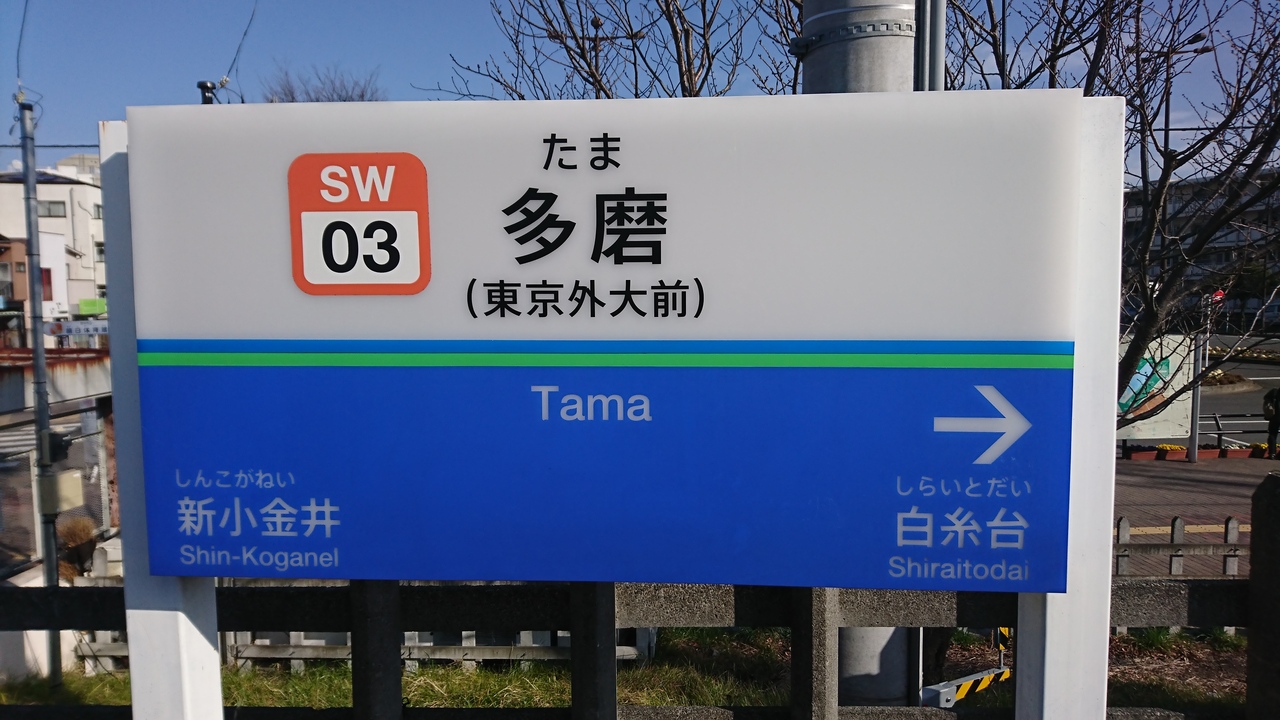 SW
03
たま
多磨
(東京外大前)
Tama
しんこがねい
新小金井
Shin-KoganeI
しらいとだい
白糸台
Shiraitodai